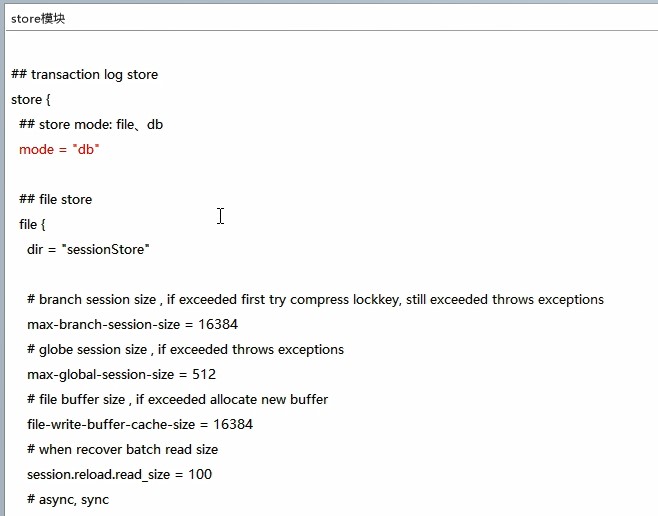 store模块
## transaction log store
store {
## store mode: file、db
mode = "db"
## file store
file {
dir = "sessionStore"
# branch session size , if exceeded first try compress lockkey, still exceeded throws exceptions
max-branch-session-size = 16384
# globe session size , if exceeded throws exceptions
max-global-session-size = 512
# file buffer size , if exceeded allocate new buffer
file-write-buffer-cache-size = 16384
# when recover batch read size
session.reload.read_size = 100
# async, sync